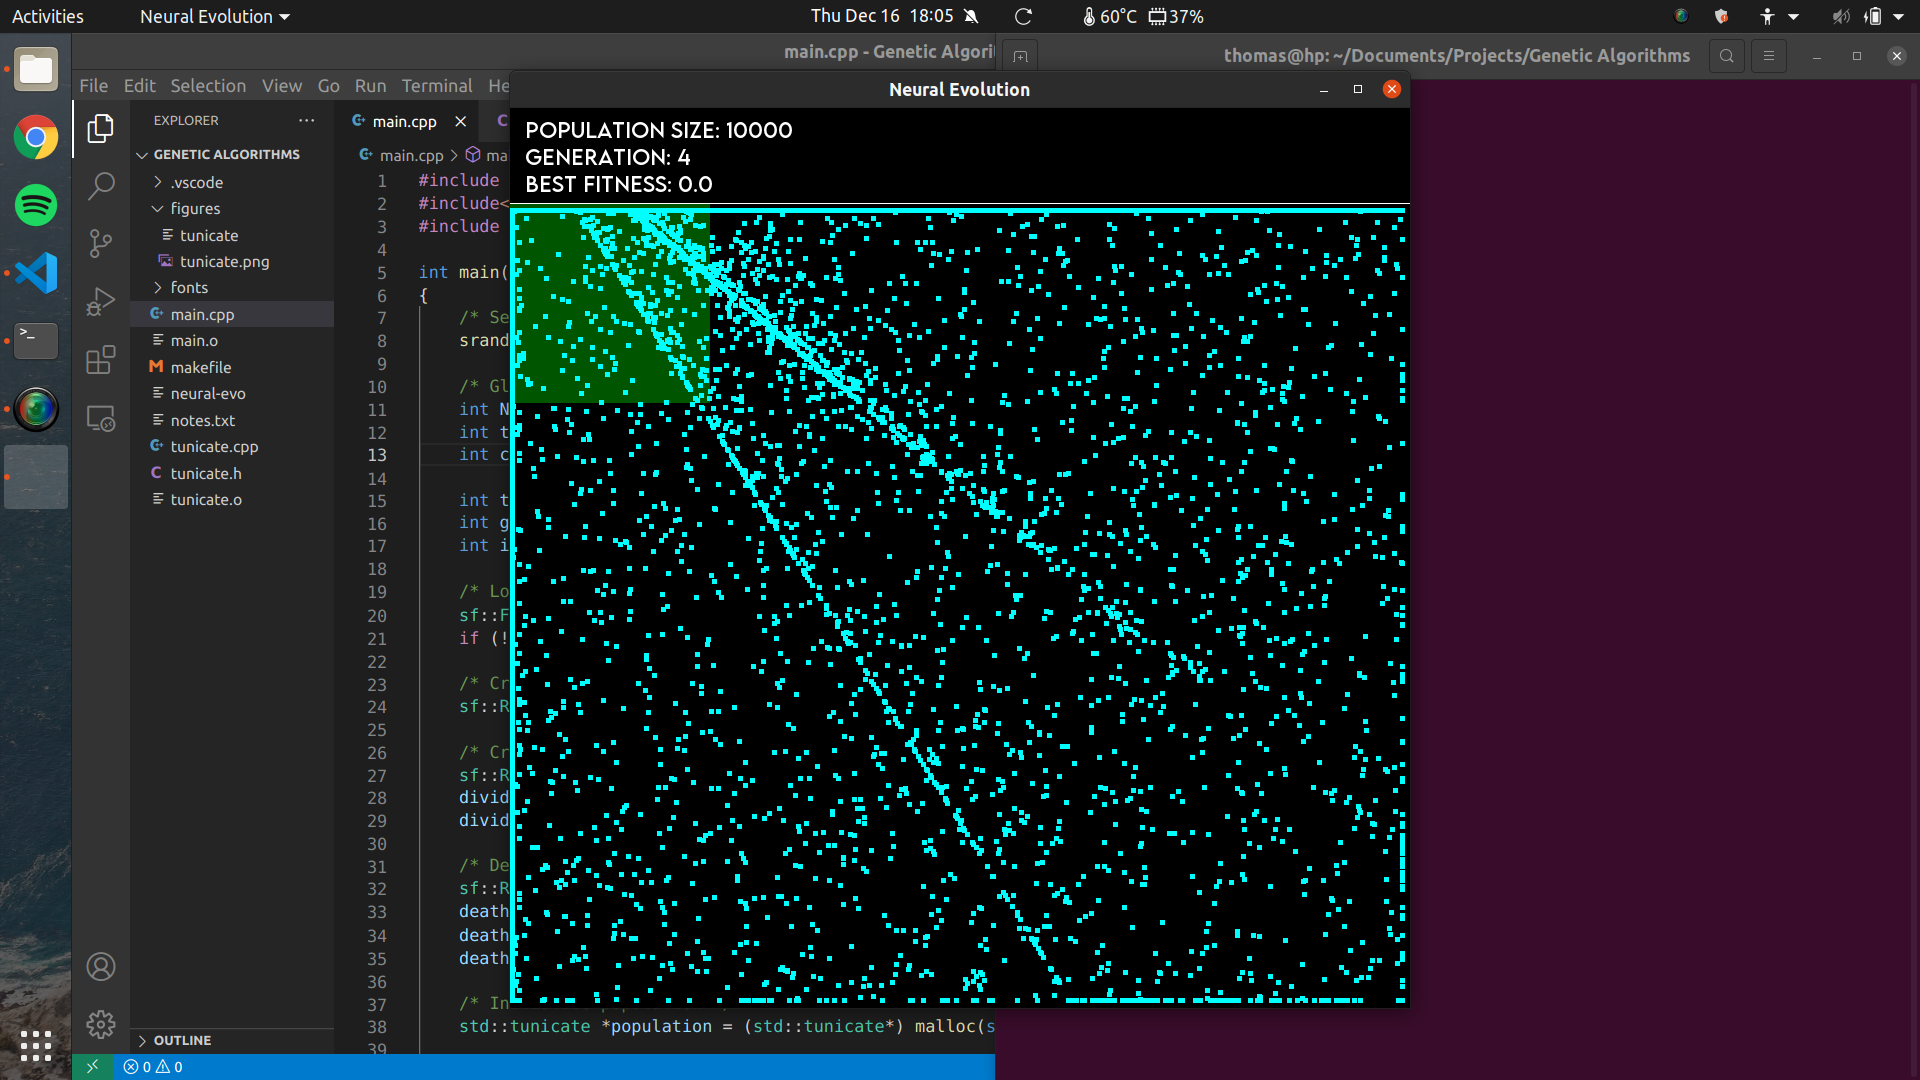 Activities
Neural Evolution
Thu Dec 16 18:05
60°C
37%
main.cpp - Genetic Algori
thomas@hp: ~/Documents/Projects/Genetic Algorithms
File Edit Selection View Go Run Terminal He
Neural Evolution
EXPLORER
main.cpp
GENETIC ALGORITHMS
main.cpp > ma
.vscode
figures
tunicate
tunicate.png
fonts
main.cpp
main.o
makefile
neural-evo
notes.txt
tunicate.cpp
tunicate.h
tunicate.o
OUTLINE
POPULATION SIZE: 10000
GENERATION: 4
BEST FITNESS: 0.0
1 #include
2 #include<
3 #include
4
5 int main(
6 {
7 /* Se
8 srand
9
10 /* Gl
11 int N
12 int t
13 int c
14
15 int t
16 int g
17 int i
18
19 /* Lo
20 sf::F
21 if (!
22
23 /* Cr
24 sf::R
25
26 /* Cr
27 sf::R
28 divid
29 divid
30
31 /* De
32 sf::R
33 death
34 death
35 death
36
37 /* In
38 std::tunicate *population = (std::tunicate*) malloc(s
39
0 0